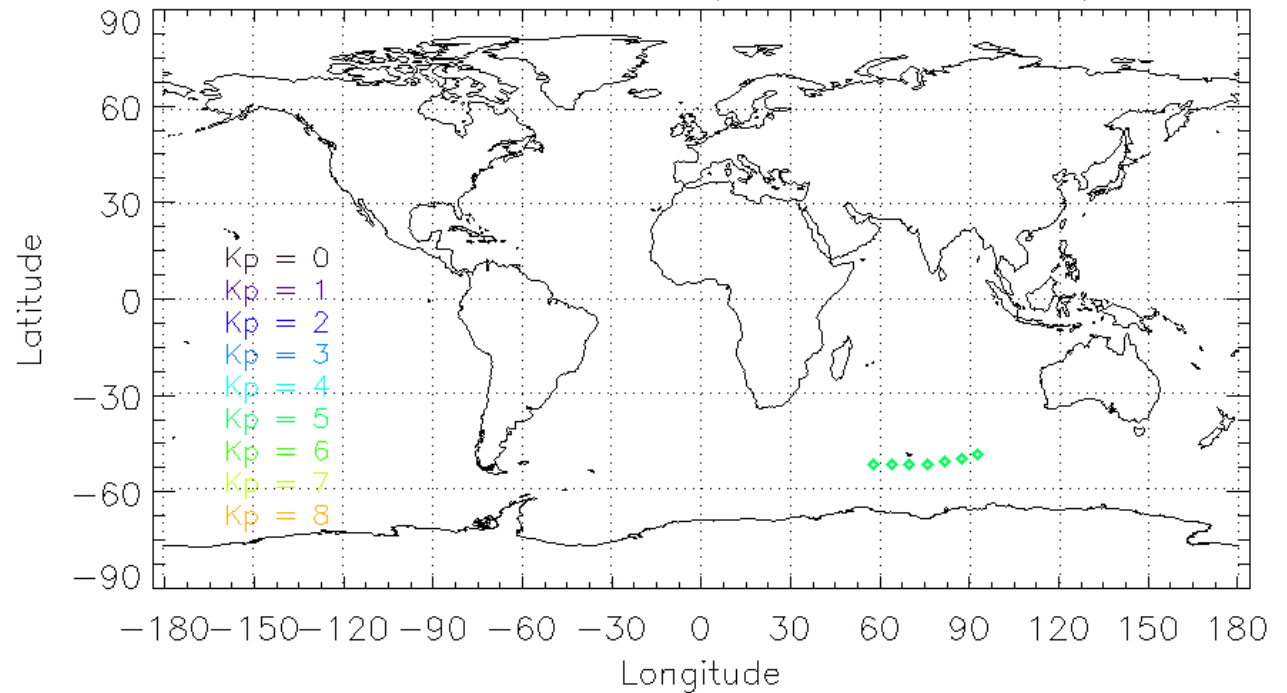 90
60
30
0
−30
−60
−90
Latitude
Kp = 0
Kp = 1
Kp = 2
Kp = 3
Kp = 4
Kp = 5
Kp = 6
Kp = 7
Kp = 8
−180 −150 −120 −90 −60 −30 0 30 60 90 120 150 180
Longitude